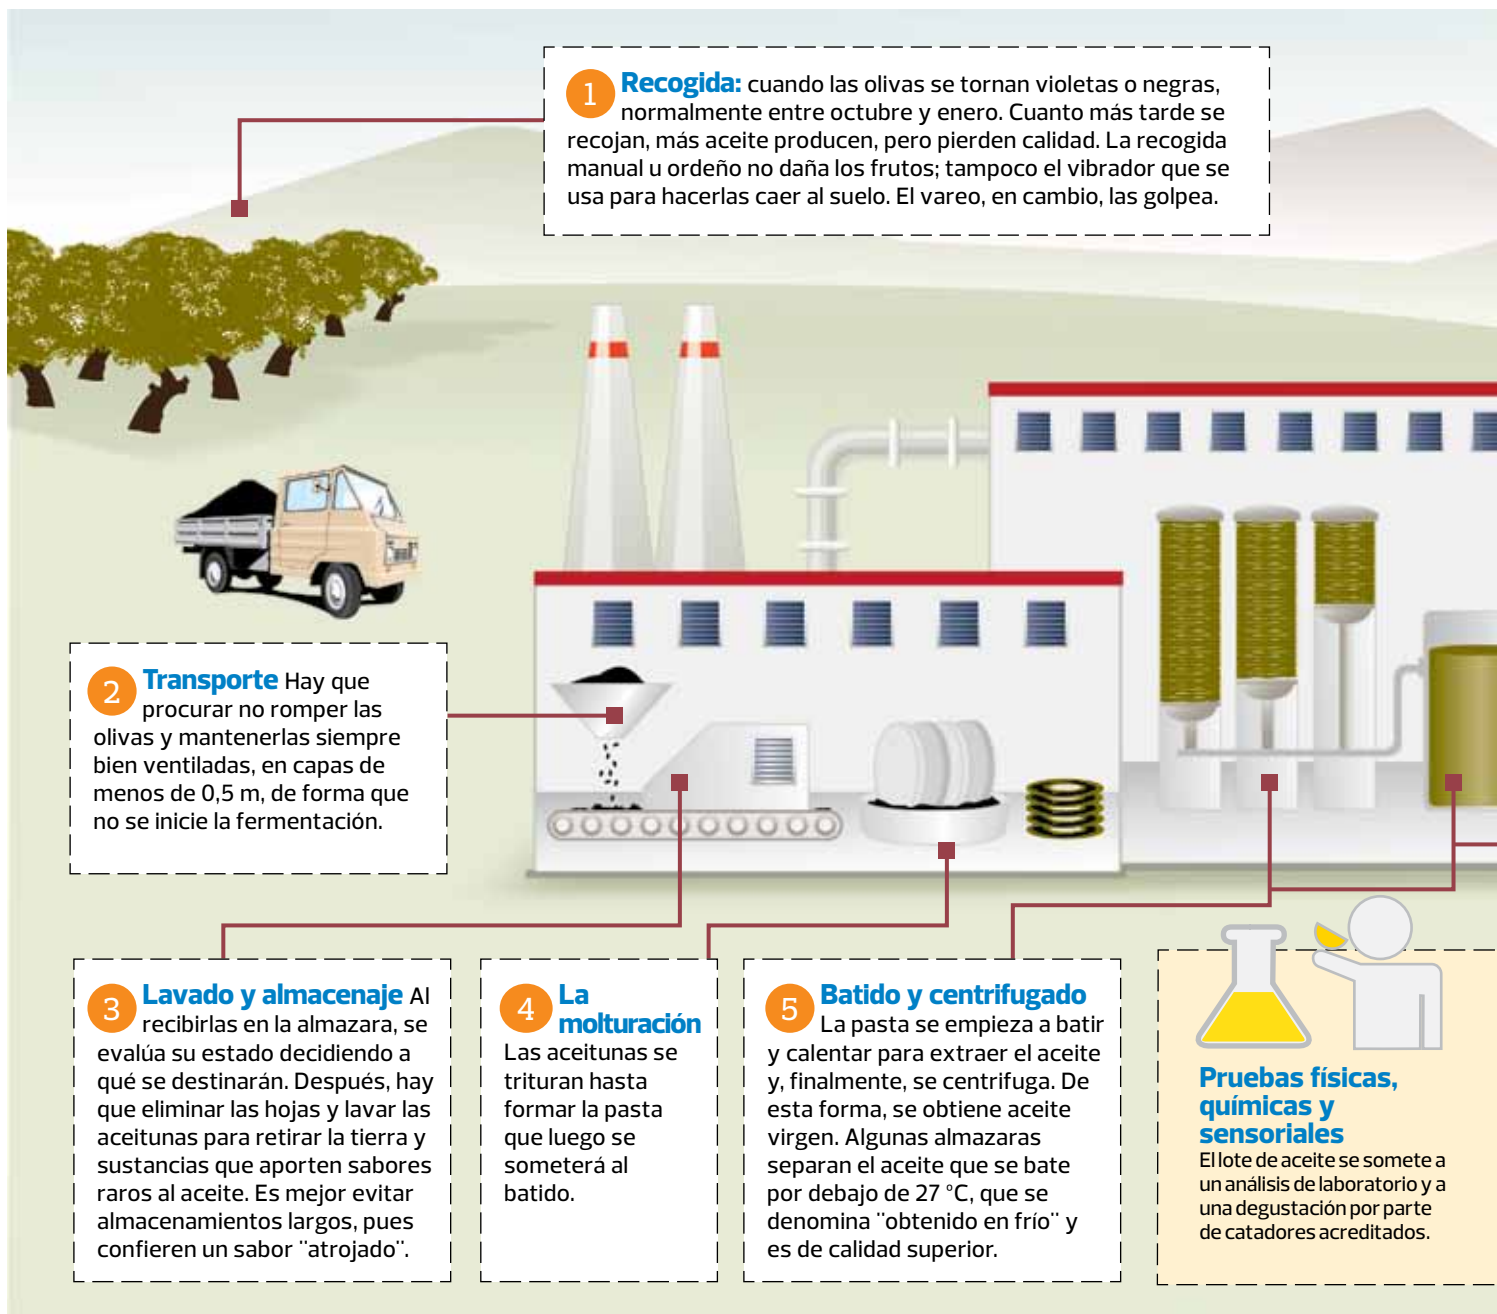 1 Recogida: cuando las olivas se tornan violetas o negras,
normalmente entre octubre y enero. Cuanto más tarde se
recojan, más aceite producen, pero pierden calidad. La recogida
manual u ordeño no daña los frutos; tampoco el vibrador que se
usa para hacerlas caer al suelo. El vareo, en cambio, las golpea.
2 Transporte Hay que
procurar no romper las
olivas y mantenerlas siempre
bien ventiladas, en capas de
menos de 0,5 m, de forma que
no se inicie la fermentación.
3 Lavado y almacenaje Al
recibirlas en la almazara, se
evalúa su estado decidiendo a
qué se destinarán. Después, hay
que eliminar las hojas y lavar las
aceitunas para retirar la tierra y
sustancias que aporten sabores
raros al aceite. Es mejor evitar
almacenamientos largos, pues
confieren un sabor ¨atrojado¨.
4 La
molturación
Las aceitunas se
trituran hasta
formar la pasta
que luego se
someterá al
batido.
5 Batido y centrifugado
La pasta se empieza a batir
y calentar para extraer el aceite
y, finalmente, se centrifuga. De
esta forma, se obtiene aceite
virgen. Algunas almazaras
separan el aceite que se bate
por debajo de 27 °C, que se
denomina ¨obtenido en frío¨ y
es de calidad superior.
Pruebas físicas,
químicas y
sensoriales
El lote de aceite se somete a
un análisis de laboratorio y a
una degustación por parte
de catadores acreditados.